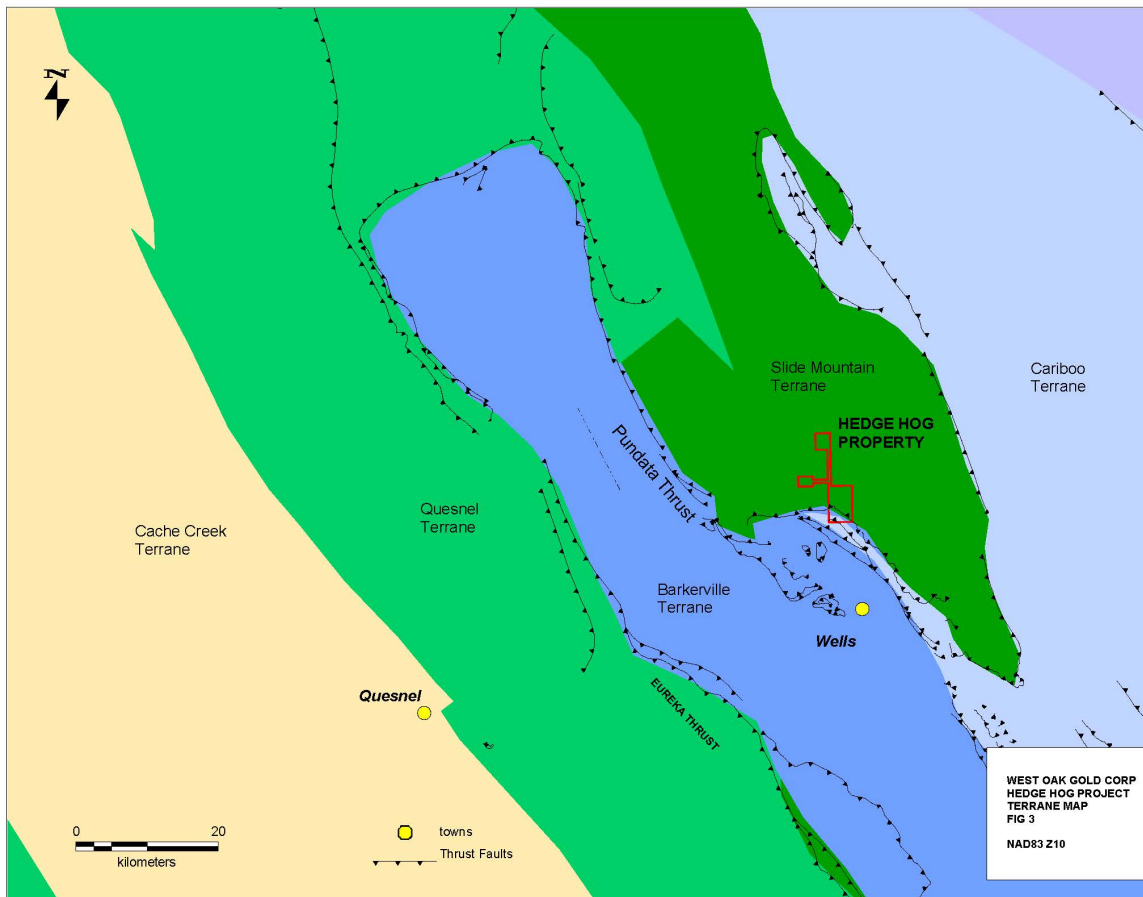 N
Slide Mountain
Terrane
Cariboo
Terrane
HEDGE HOG
PROPERTY
Pundata Thrust
Quesnel
Terrane
Cache Creek
Terrane
Barkerville
Terrane
Wells
Quesnel
EUREKA THRUST
0 20
kilometers
towns
Thrust Faults
WEST OAK GOLD CORP
HEDGE HOG PROJECT
TERRANE MAP
FIG 3
NAD83 Z10